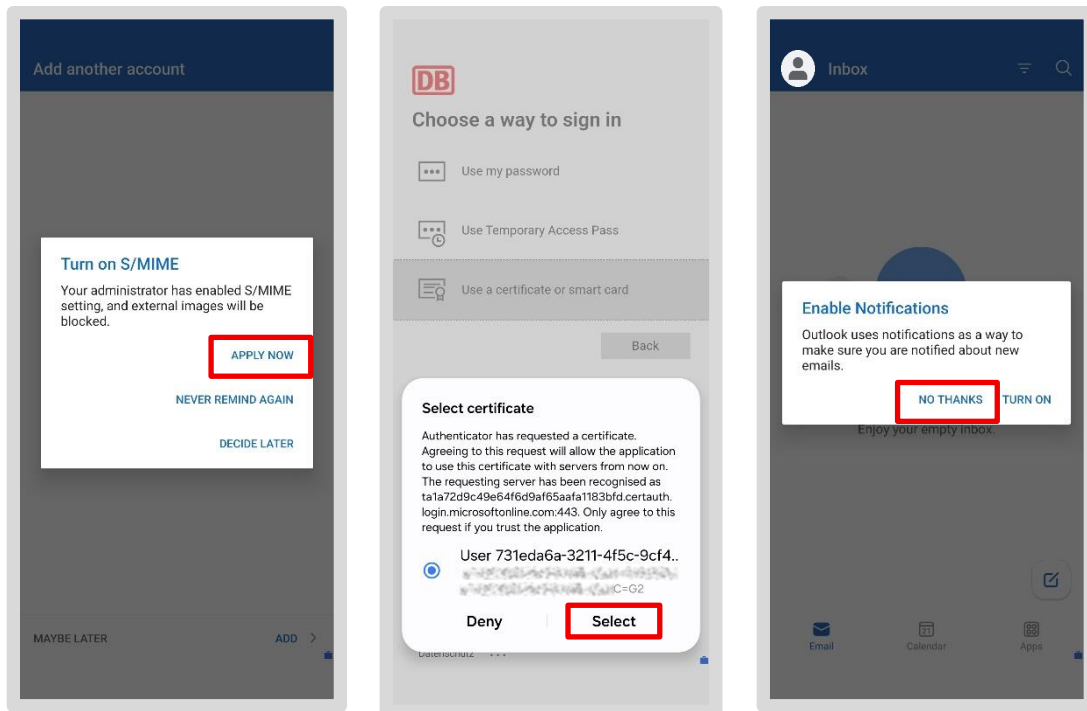 Add another account
Turn on S/MIME
Your administrator has enabled S/MIME
setting, and external images will be
blocked.
APPLY NOW
NEVER REMIND AGAIN
DECIDE LATER
MAYBE LATER
ADD >
DB
Choose a way to sign in
Use my password
Use Temporary Access Pass
Use a certificate or smart card
Back
Select certificate
Authenticator has requested a certificate.
Agreeing to this request will allow the application
to use this certificate with servers from now on.
The requesting server has been recognised as
ta1a72d9c49e64f6d9af65aafa1183bfd.certauth.
login.microsoftonline.com:443. Only agree to this
request if you trust the application.
User 731eda6a-3211-4f5c-9cf4..
C=G2
Deny
Select
Datenschutz ...
Inbox
Enable Notifications
Outlook uses notifications as a way to
make sure you are notified about new
emails.
NO THANKS
TURN ON
Enjoy your empty inbox.
21
Email
Calendar
Apps